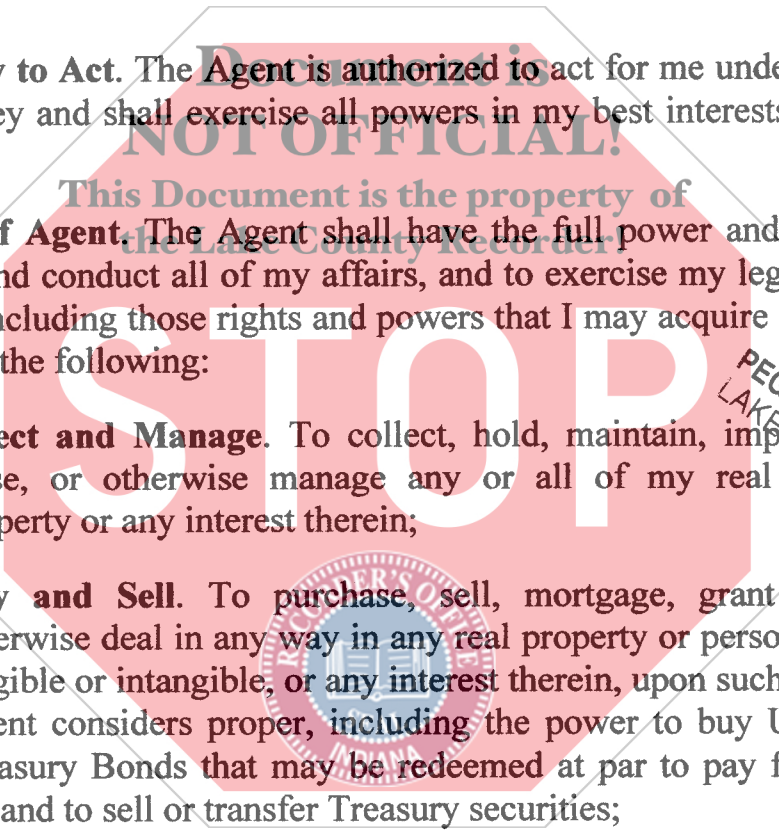 Document is
y to Act. The Agent is authorized to act for me unde
ey and shall exercise all powers in my best interests
NOT OFFICIAL!
This Document is the property of
f Agent. The Agent shall have the full power and
the Lake County Recorder!
nd conduct all of my affairs, and to exercise my leg
ncluding those rights and powers that I may acquire
the following:
PEC
LAKE
STOP
ect and Manage. To collect, hold, maintain, imp
se, or otherwise manage any or all of my real
perty or any interest therein;
y and Sell. To purchase, sell, mortgage, grant
erwise deal in any way in any real property or perso
gible or intangible, or any interest therein, upon such
ent considers proper, including the power to buy U
easury Bonds that may be redeemed at par to pay f
and to sell or transfer Treasury securities;
RECORDER'S OFFICE
INDIANA